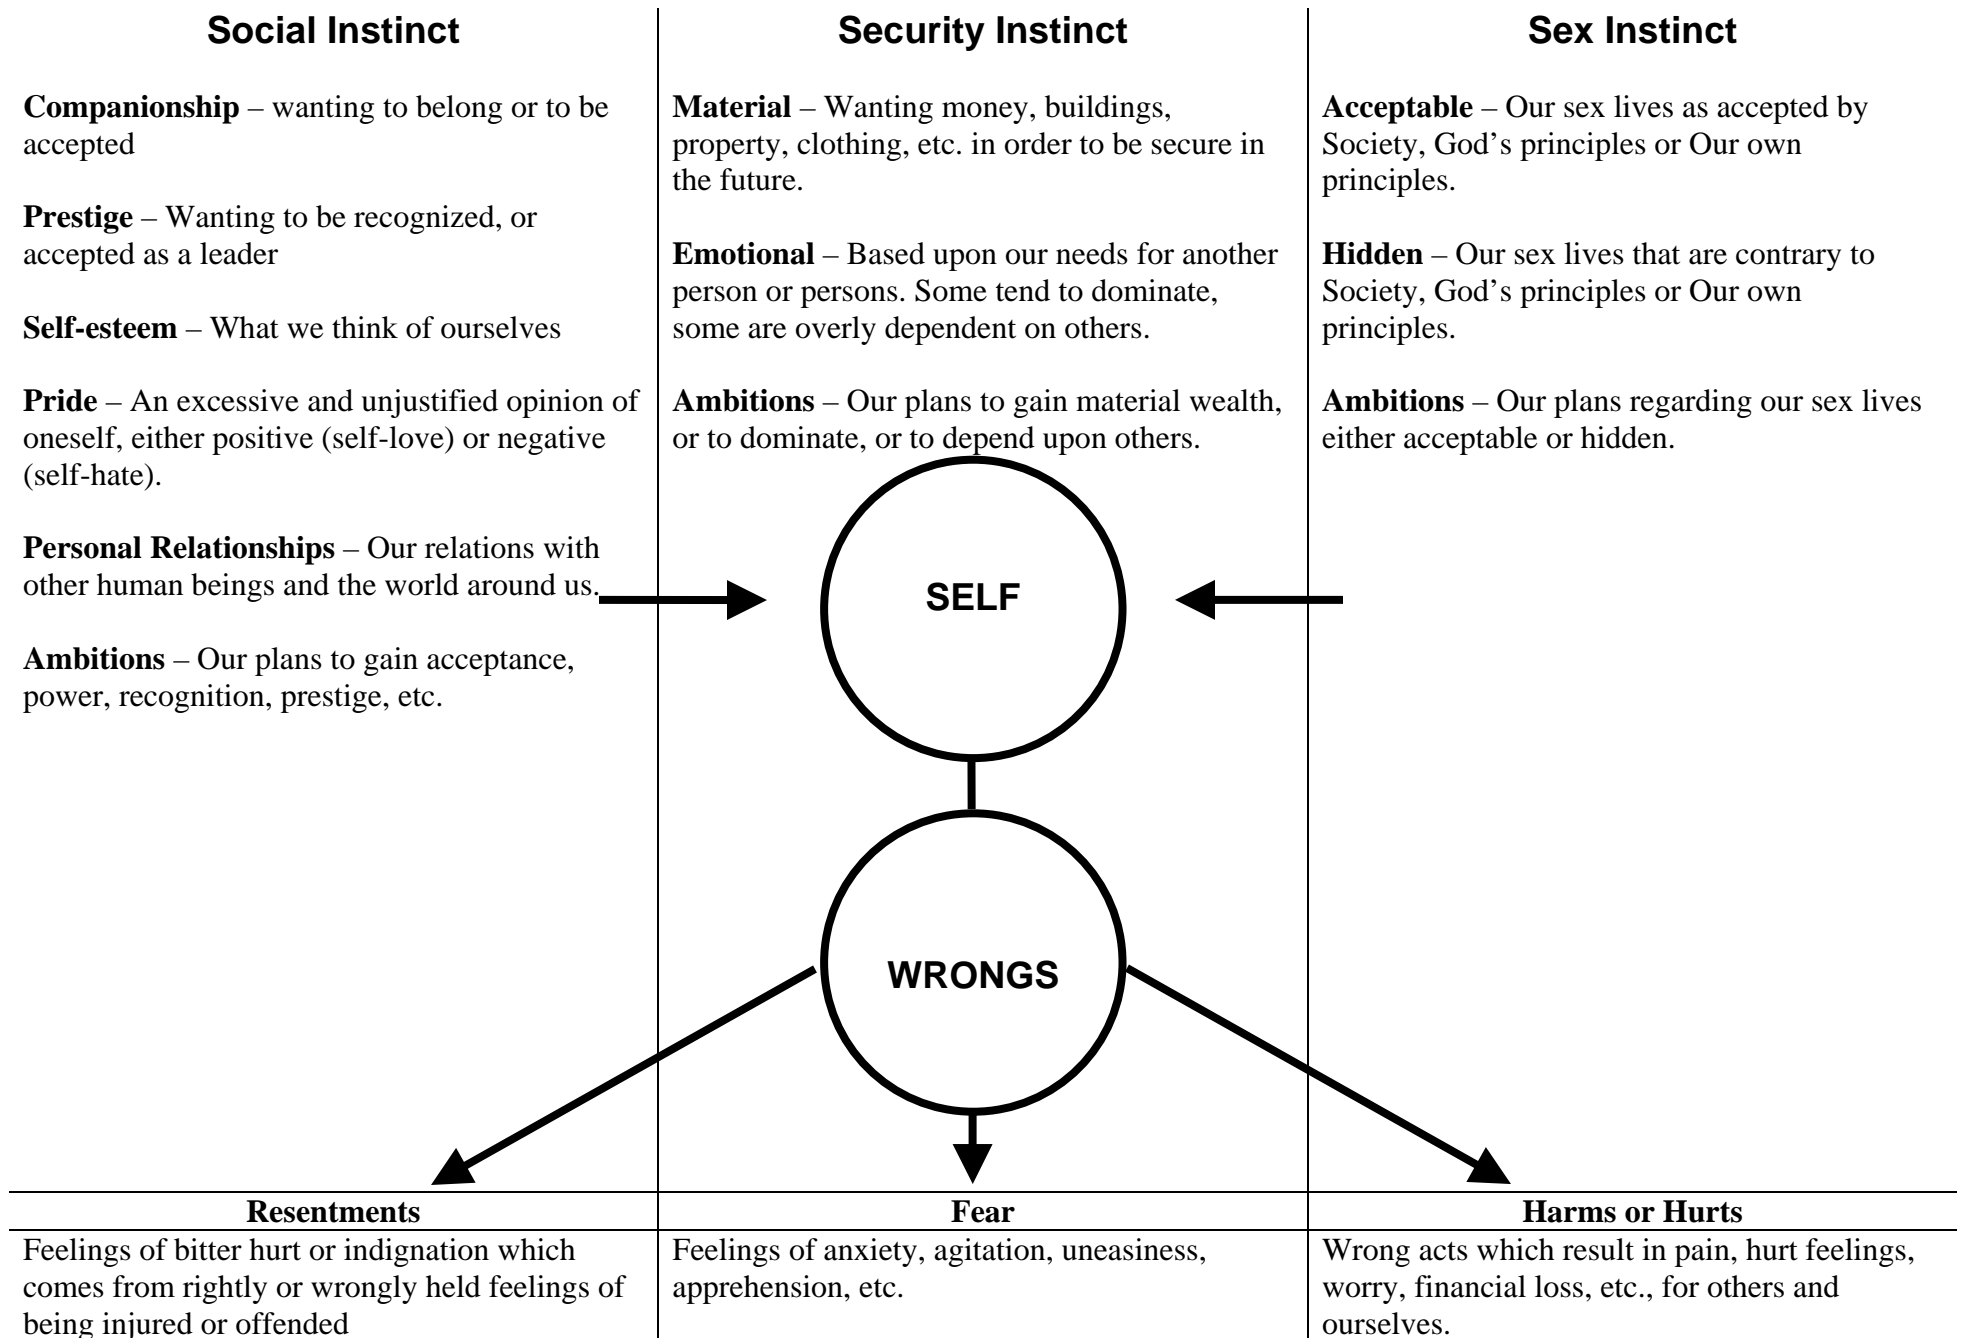 Social Instinct
Companionship – wanting to belong or to be
accepted
Prestige – Wanting to be recognized, or
accepted as a leader
Self-esteem – What we think of ourselves
Pride – An excessive and unjustified opinion of
oneself, either positive (self-love) or negative
(self-hate).
Personal Relationships – Our relations with
other human beings and the world around us.
Ambitions – Our plans to gain acceptance,
power, recognition, prestige, etc.
Security Instinct
Material – Wanting money, buildings,
property, clothing, etc. in order to be secure in
the future.
Emotional – Based upon our needs for another
person or persons. Some tend to dominate,
some are overly dependent on others.
Ambitions – Our plans to gain material wealth,
or to dominate, or to depend upon others.
Sex Instinct
Acceptable – Our sex lives as accepted by
Society, God’s principles or Our own
principles.
Hidden – Our sex lives that are contrary to
Society, God’s principles or Our own
principles.
Ambitions – Our plans regarding our sex lives
either acceptable or hidden.
SELF
WRONGS
Resentments
Feelings of bitter hurt or indignation which
comes from rightly or wrongly held feelings of
being injured or offended
Fear
Feelings of anxiety, agitation, uneasiness,
apprehension, etc.
Harms or Hurts
Wrong acts which result in pain, hurt feelings,
worry, financial loss, etc., for others and
ourselves.